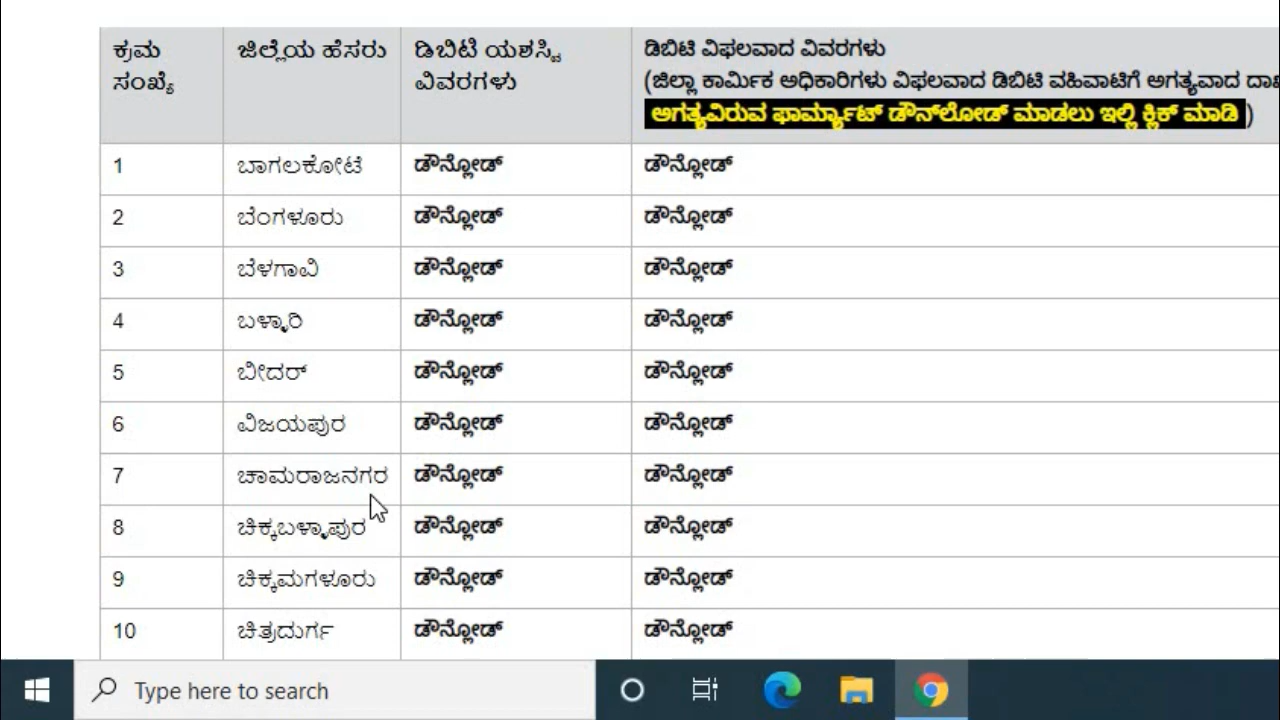 ಕ್ರಮ ಸಂಖ್ಯೆ ಜಿಲ್ಲೆಯ ಹೆಸರು ಡಿಬಿಟಿ ಯಶಸ್ವಿ ವಿವರಗಳು ಡಿಬಿಟಿ ವಿಫಲವಾದ ವಿವರಗಳು
(ಜಿಲ್ಲಾ ಕಾರ್ಮಿಕ ಅಧಿಕಾರಿಗಳು ವಿಫಲವಾದ ಡಿಬಿಟಿ ವಹಿವಾಟಿಗೆ ಅಗತ್ಯವಾದ
ಅಗತ್ಯವಿರುವ ಫಾರ್ಮ್ಯಾಟ್ ಡೌನ್‌ಲೋಡ್ ಮಾಡಲು ಇಲ್ಲಿ ಕ್ಲಿಕ್ ಮಾಡಿ )
1 ಬಾಗಲಕೋಟೆ ಡೌನ್ಲೋಡ್ ಡೌನ್ಲೋಡ್
2 ಬೆಂಗಳೂರು ಡೌನ್ಲೋಡ್ ಡೌನ್ಲೋಡ್
3 ಬೆಳಗಾವಿ ಡೌನ್ಲೋಡ್ ಡೌನ್ಲೋಡ್
4 ಬಳ್ಳಾರಿ ಡೌನ್ಲೋಡ್ ಡೌನ್ಲೋಡ್
5 ಬೀದರ್ ಡೌನ್ಲೋಡ್ ಡೌನ್ಲೋಡ್
6 ವಿಜಯಪುರ ಡೌನ್ಲೋಡ್ ಡೌನ್ಲೋಡ್
7 ಚಾಮರಾಜನಗರ ಡೌನ್ಲೋಡ್ ಡೌನ್ಲೋಡ್
8 ಚಿಕ್ಕಬಳ್ಳಾಪುರ ಡೌನ್ಲೋಡ್ ಡೌನ್ಲೋಡ್
9 ಚಿಕ್ಕಮಗಳೂರು ಡೌನ್ಲೋಡ್ ಡೌನ್ಲೋಡ್
10 ಚಿತ್ರದುರ್ಗ ಡೌನ್ಲೋಡ್ ಡೌನ್ಲೋಡ್
Type here to search